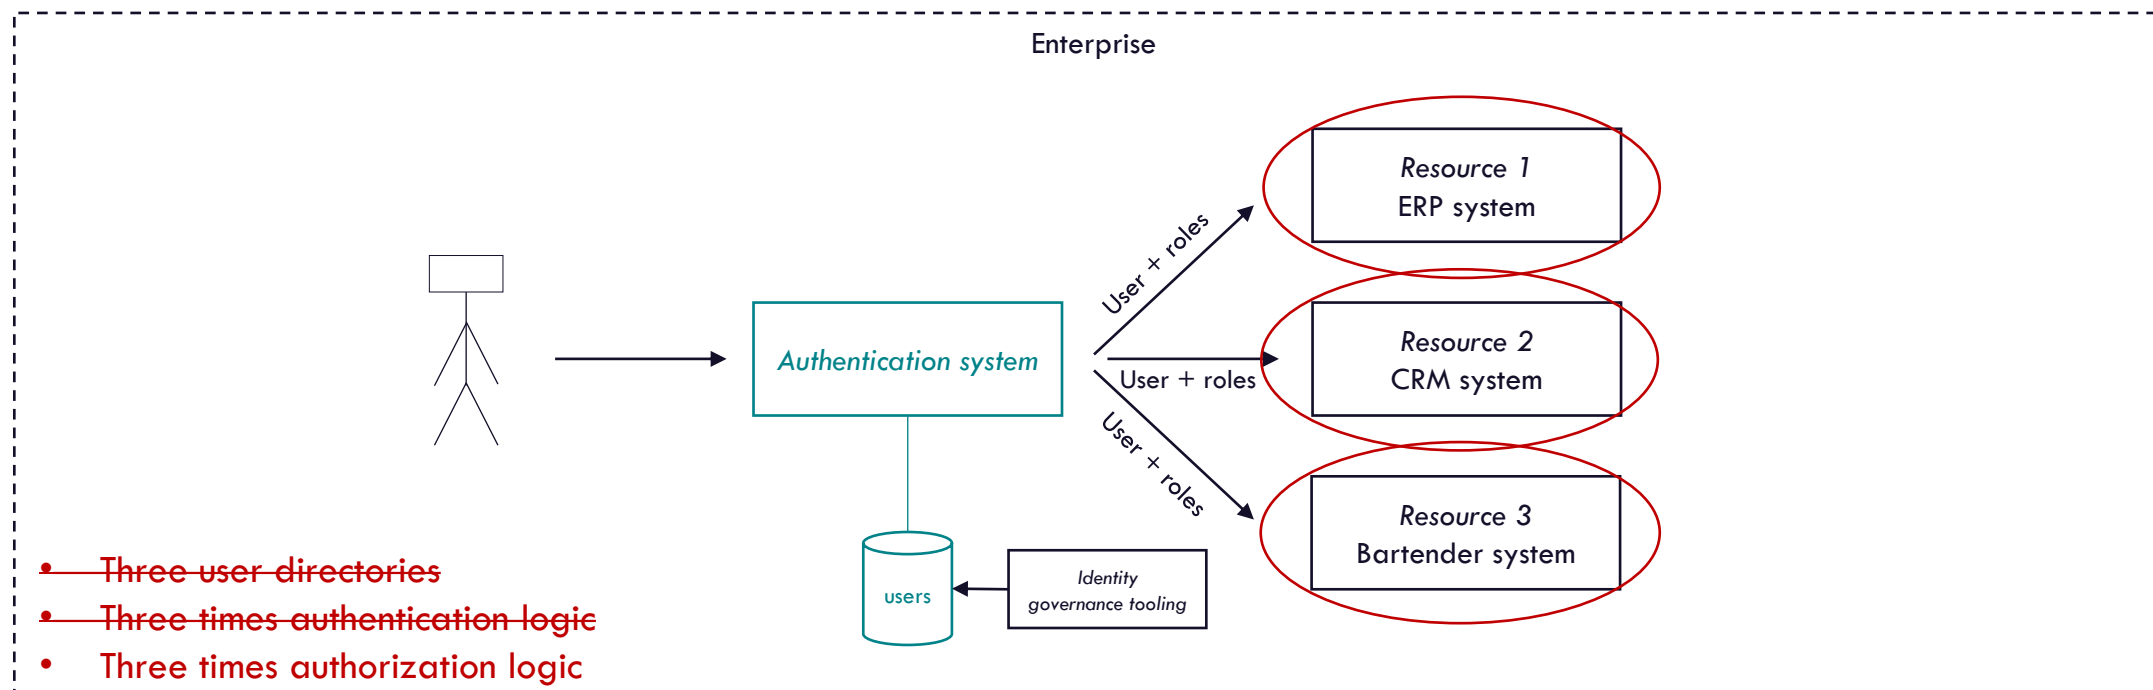 Enterprise
Resource 1
ERP system
User + roles
Authentication system
User + roles
Resource 2
CRM system
User + roles
Resource 3
Bartender system
users
Identity
governance tooling
• Three user directories
• Three times authentication logic
• Three times authorization logic